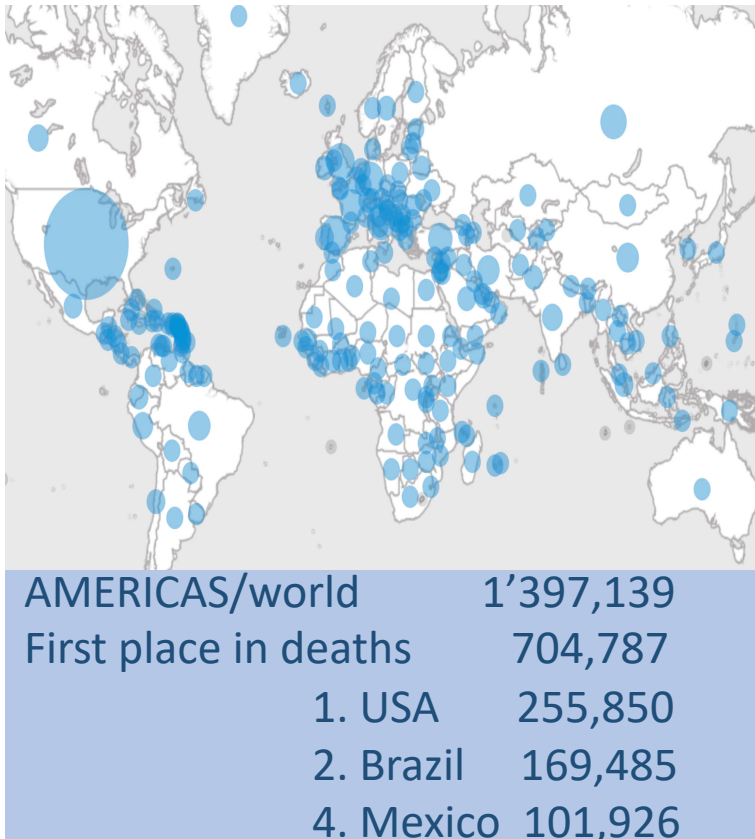 AMERICAS/world 1’397,139
First place in deaths 704,787
1. USA 255,850
2. Brazil 169,485
4. Mexico 101,926